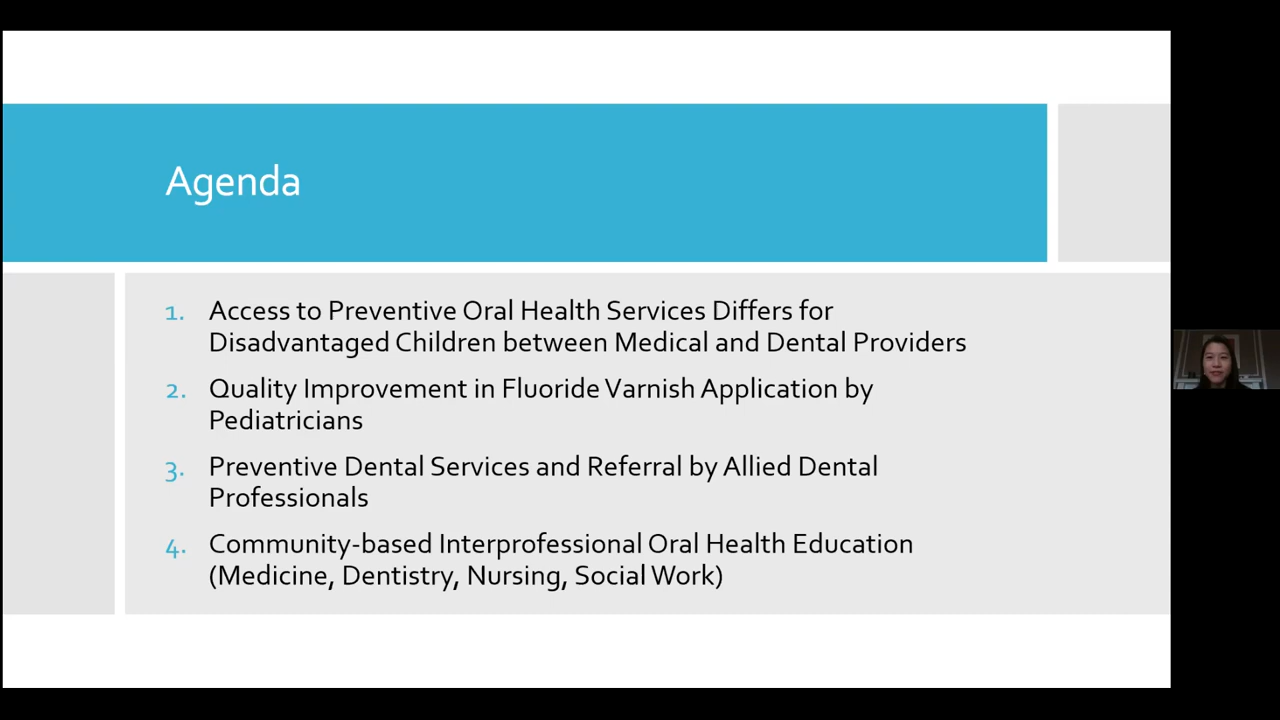 Agenda
1. Access to Preventive Oral Health Services Differs for
Disadvantaged Children between Medical and Dental Providers
2. Quality Improvement in Fluoride Varnish Application by
Pediatricians
3. Preventive Dental Services and Referral by Allied Dental
Professionals
4. Community-based Interprofessional Oral Health Education
(Medicine, Dentistry, Nursing, Social Work)